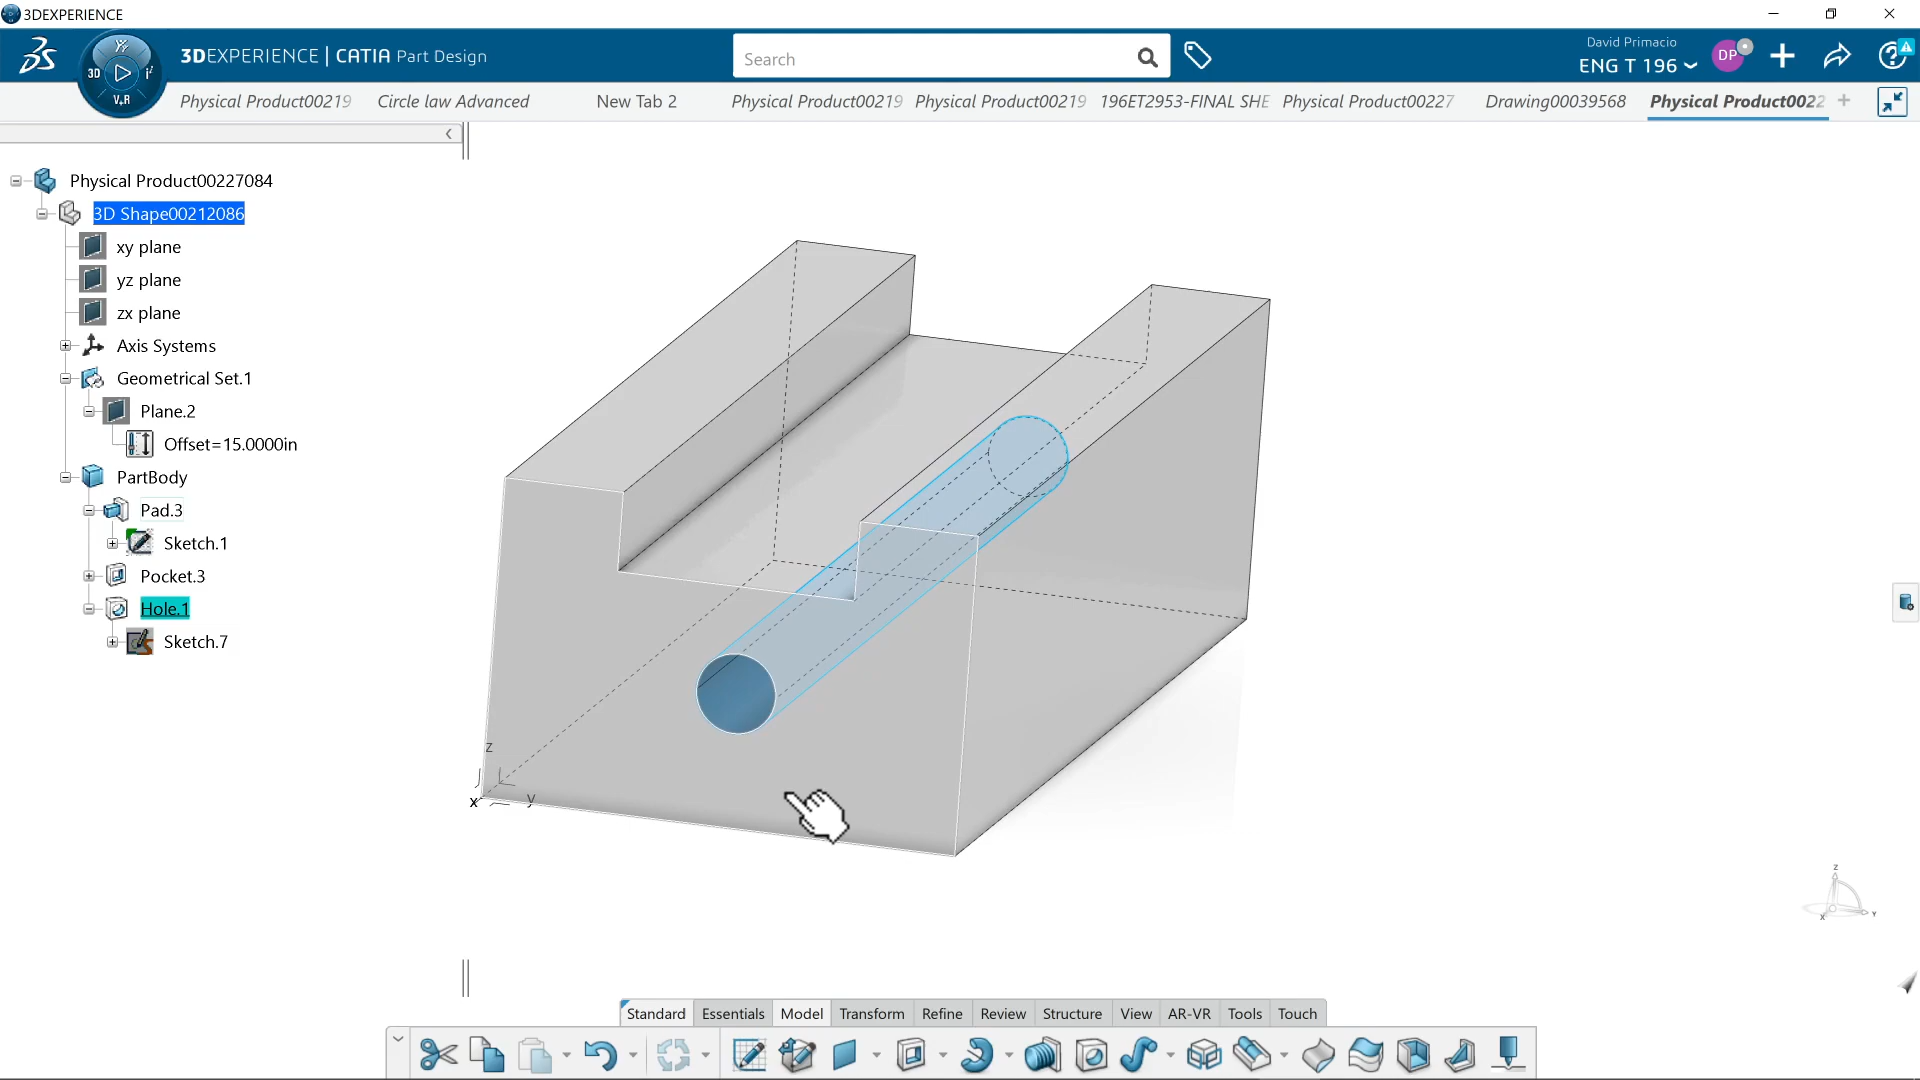 3DEXPERIENCE
3DEXPERIENCE | CATIA Part Design
Search
David Primacio
ENG T 196
DP
3D
V+R
Physical Product00219
Circle law Advanced
New Tab 2
Physical Product00219
Physical Product00219
196ET2953-FINAL SHE
Physical Product00227
Drawing00039568
Physical Product0022
Physical Product00227084
3D Shape00212086
xy plane
yz plane
zx plane
Axis Systems
Geometrical Set.1
Plane.2
Offset=15.0000in
PartBody
Pad.3
Sketch.1
Pocket.3
Hole.1
Sketch.7
z
x
y
z
x
Y
Standard
Essentials
Model
Transform
Refine
Review
Structure
View
AR-VR
Tools
Touch